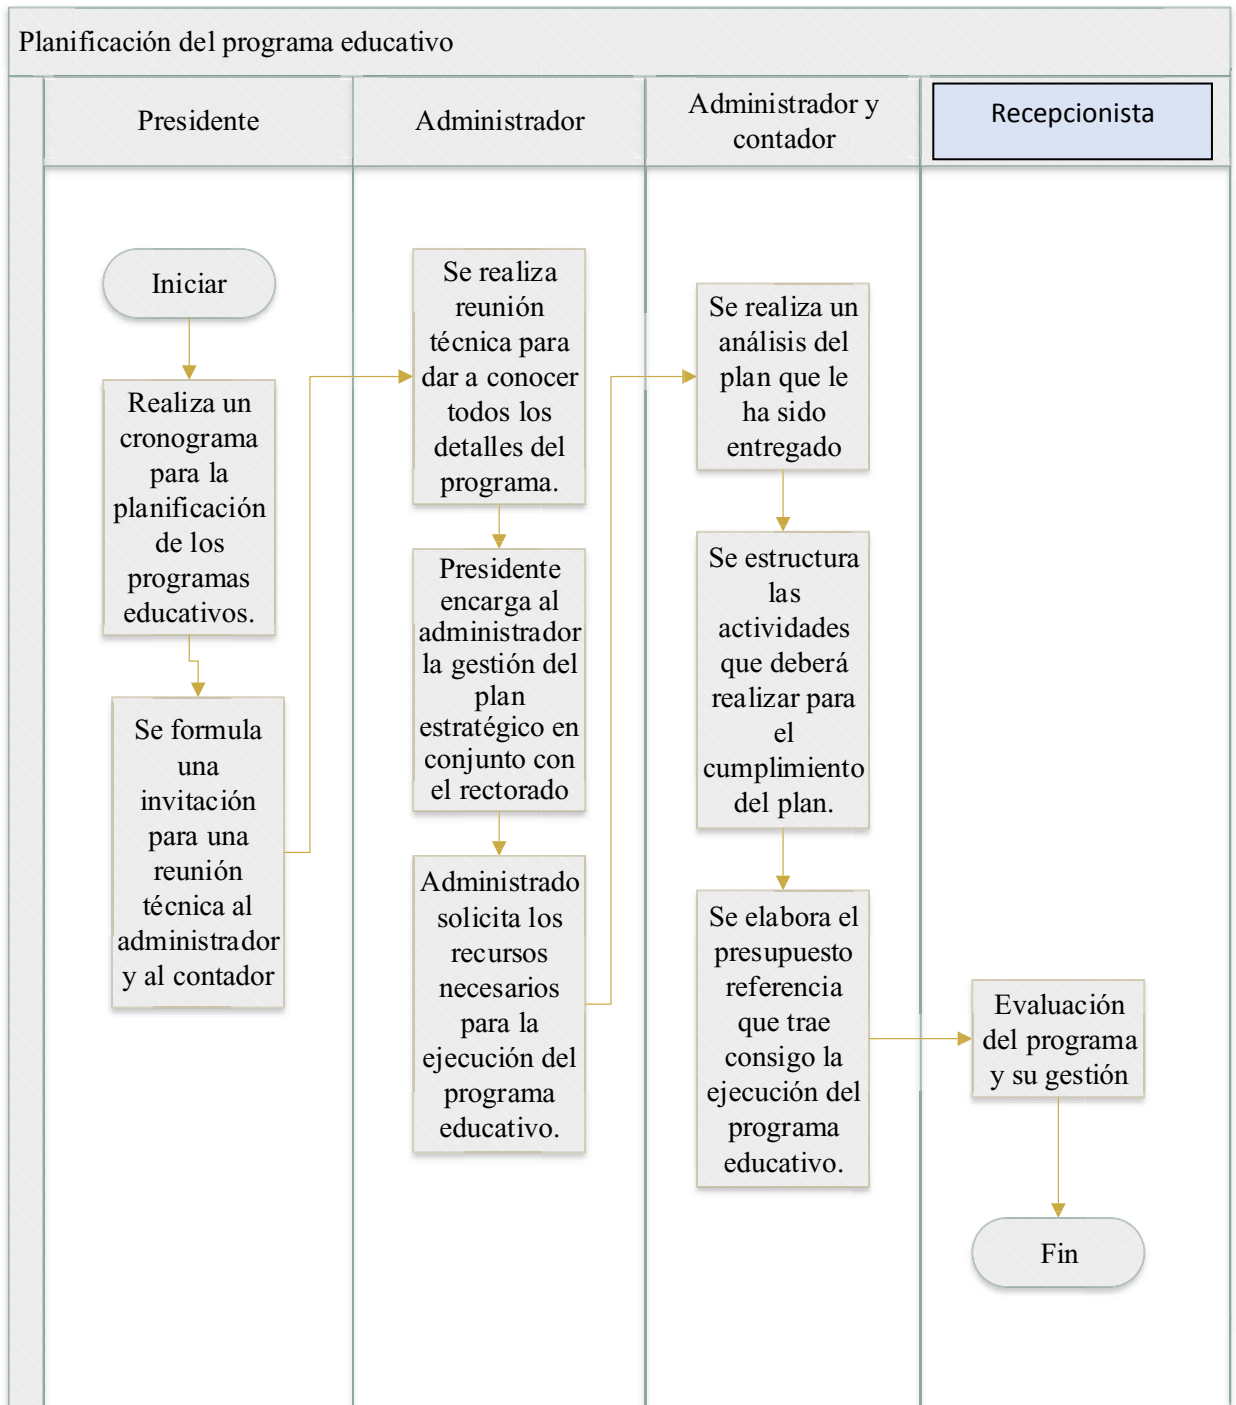 Planificación del programa educativo
Presidente
Administrador
Administrador y
contador
Recepcionista
Iniciar
Realiza un
cronograma
para la
planificación
de los
programas
educativos.
Se formula
una
invitación
para una
reunión
técnica al
administrador
y al contador
Se realiza
reunión
técnica para
dar a conocer
todos los
detalles del
programa.
Presidente
encarga al
administrador
la gestión del
plan
estratégico en
conjunto con
el rectorado
Administrado
solicita los
recursos
necesarios
para la
ejecución del
programa
educativo.
Se realiza un
análisis del
plan que le
ha sido
entregado
Se estructura
las
actividades
que deberá
realizar para
el
cumplimiento
del plan.
Se elabora el
presupuesto
referencia
que trae
consigo la
ejecución del
programa
educativo.
Evaluación
del programa
y su gestión
Fin